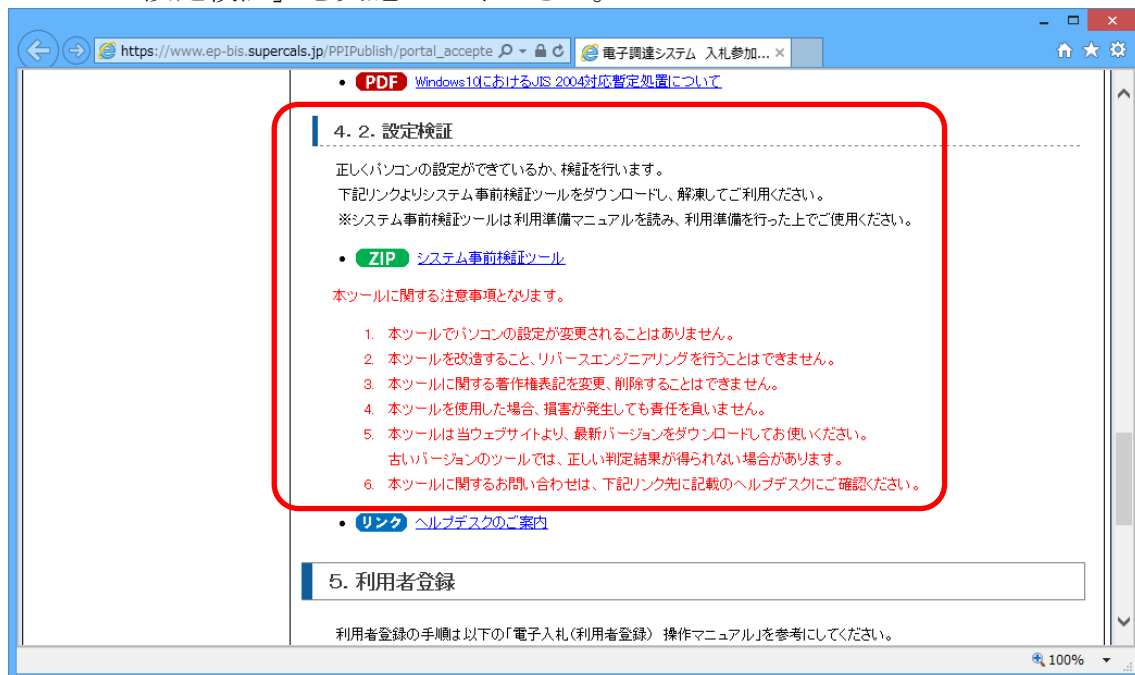 https://www.ep-bis.supercals.jp/PPIPublish/portal_accepte
電子調達システム 入札参加... ×
PDF Windows10におけるJIS 2004対応暫定処置について
4. 2. 設定検証
正しくパソコンの設定ができているか、検証を行います。
下記リンクよりシステム事前検証ツールをダウンロードし、解凍してご利用ください。
※システム事前検証ツールは利用準備マニュアルを読み、利用準備を行った上でご使用ください。
ZIP システム事前検証ツール
本ツールに関する注意事項となります。
1. 本ツールでパソコンの設定が変更されることはありません。
2. 本ツールを改造すること、リバースエンジニアリングを行うことはできません。
3. 本ツールに関する著作権表記を変更、削除することはできません。
4. 本ツールを使用した場合、損害が発生しても責任を負いません。
5. 本ツールは当ウェブサイトより、最新バージョンをダウンロードしてお使いください。
古いバージョンのツールでは、正しい判定結果が得られない場合があります。
6. 本ツールに関するお問い合わせは、下記リンク先に記載のヘルプデスクにご確認ください。
リンク ヘルプデスクのご案内
5. 利用者登録
利用者登録の手順は以下の「電子入札(利用者登録) 操作マニュアル」を参考にしてください。
100%